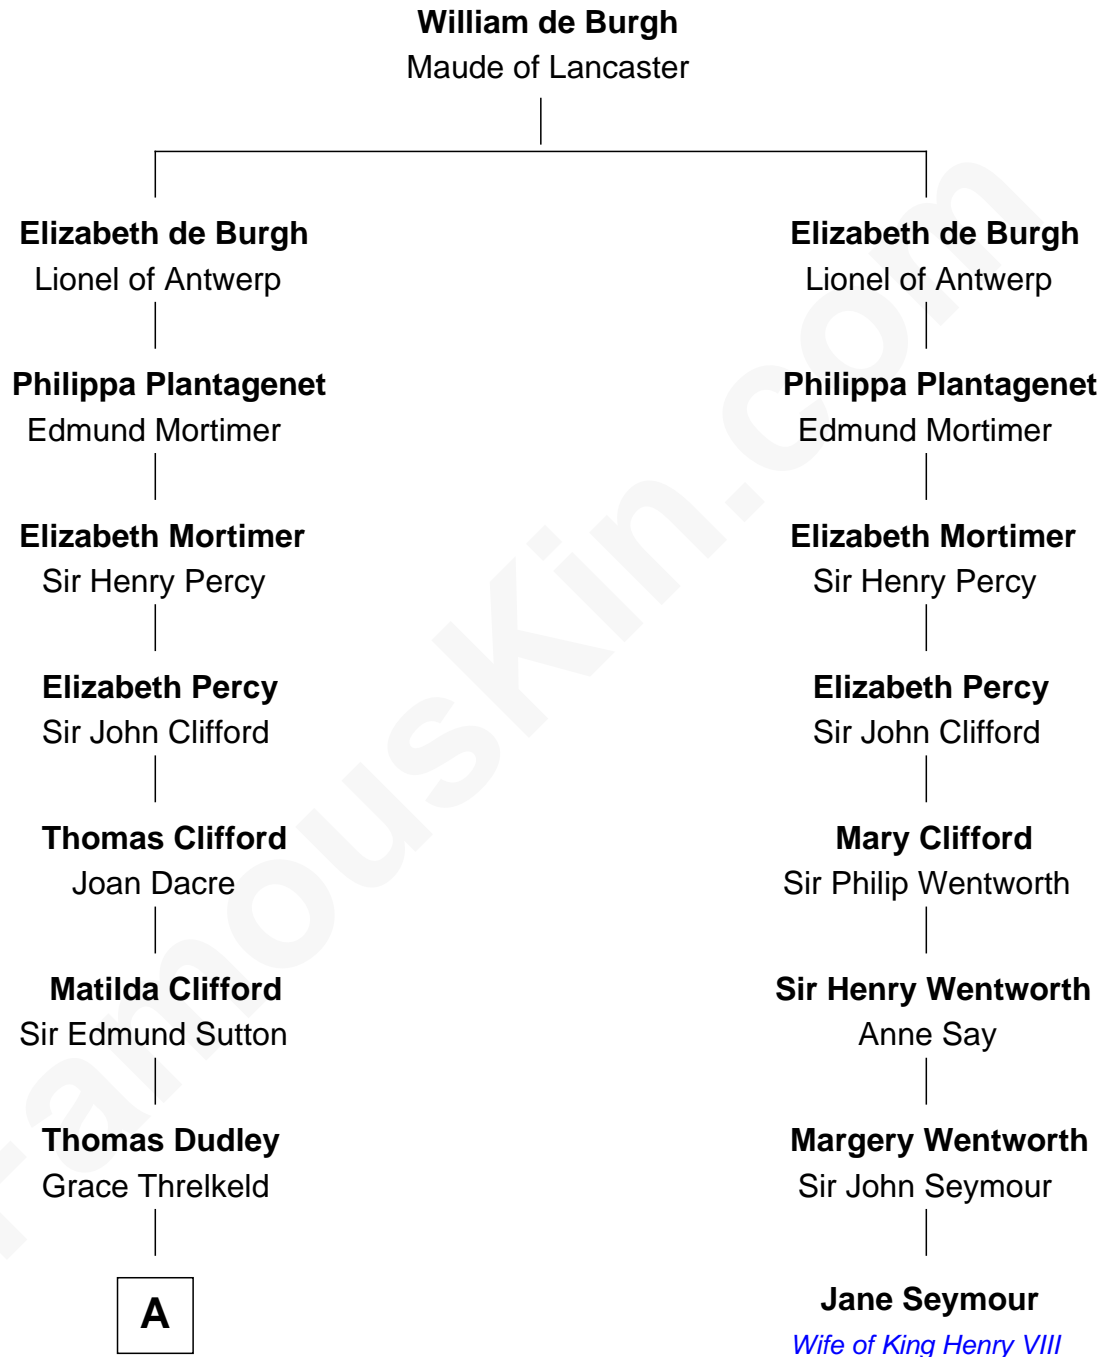 William de Burgh
Maude of Lancaster
Elizabeth de Burgh
Lionel of Antwerp
Philippa Plantagenet
Edmund Mortimer
Elizabeth Mortimer
Sir Henry Percy
Elizabeth Percy
Sir John Clifford
Thomas Clifford
Joan Dacre
Matilda Clifford
Sir Edmund Sutton
Thomas Dudley
Grace Threlkeld
A
Elizabeth de Burgh
Lionel of Antwerp
Philippa Plantagenet
Edmund Mortimer
Elizabeth Mortimer
Sir Henry Percy
Elizabeth Percy
Sir John Clifford
Mary Clifford
Sir Philip Wentworth
Sir Henry Wentworth
Anne Say
Margery Wentworth
Sir John Seymour
Jane Seymour
Wife of King Henry VIII
FamousKin.com